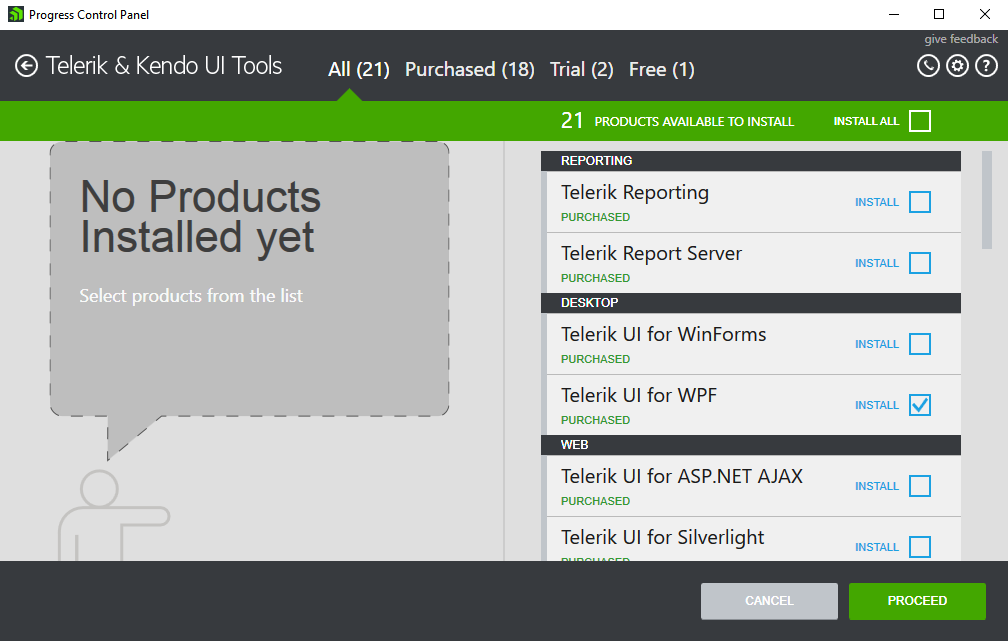 Progress Control Panel
give feedback
Telerik & Kendo UI Tools
All (21) Purchased (18) Trial (2) Free (1)
21 PRODUCTS AVAILABLE TO INSTALL INSTALL ALL
No Products
Installed yet
Select products from the list
REPORTING
Telerik Reporting
PURCHASED
INSTALL
Telerik Report Server
PURCHASED
INSTALL
DESKTOP
Telerik UI for WinForms
PURCHASED
INSTALL
Telerik UI for WPF
PURCHASED
INSTALL
WEB
Telerik UI for ASP.NET AJAX
PURCHASED
INSTALL
Telerik UI for Silverlight
PURCHASED
INSTALL
CANCEL
PROCEED